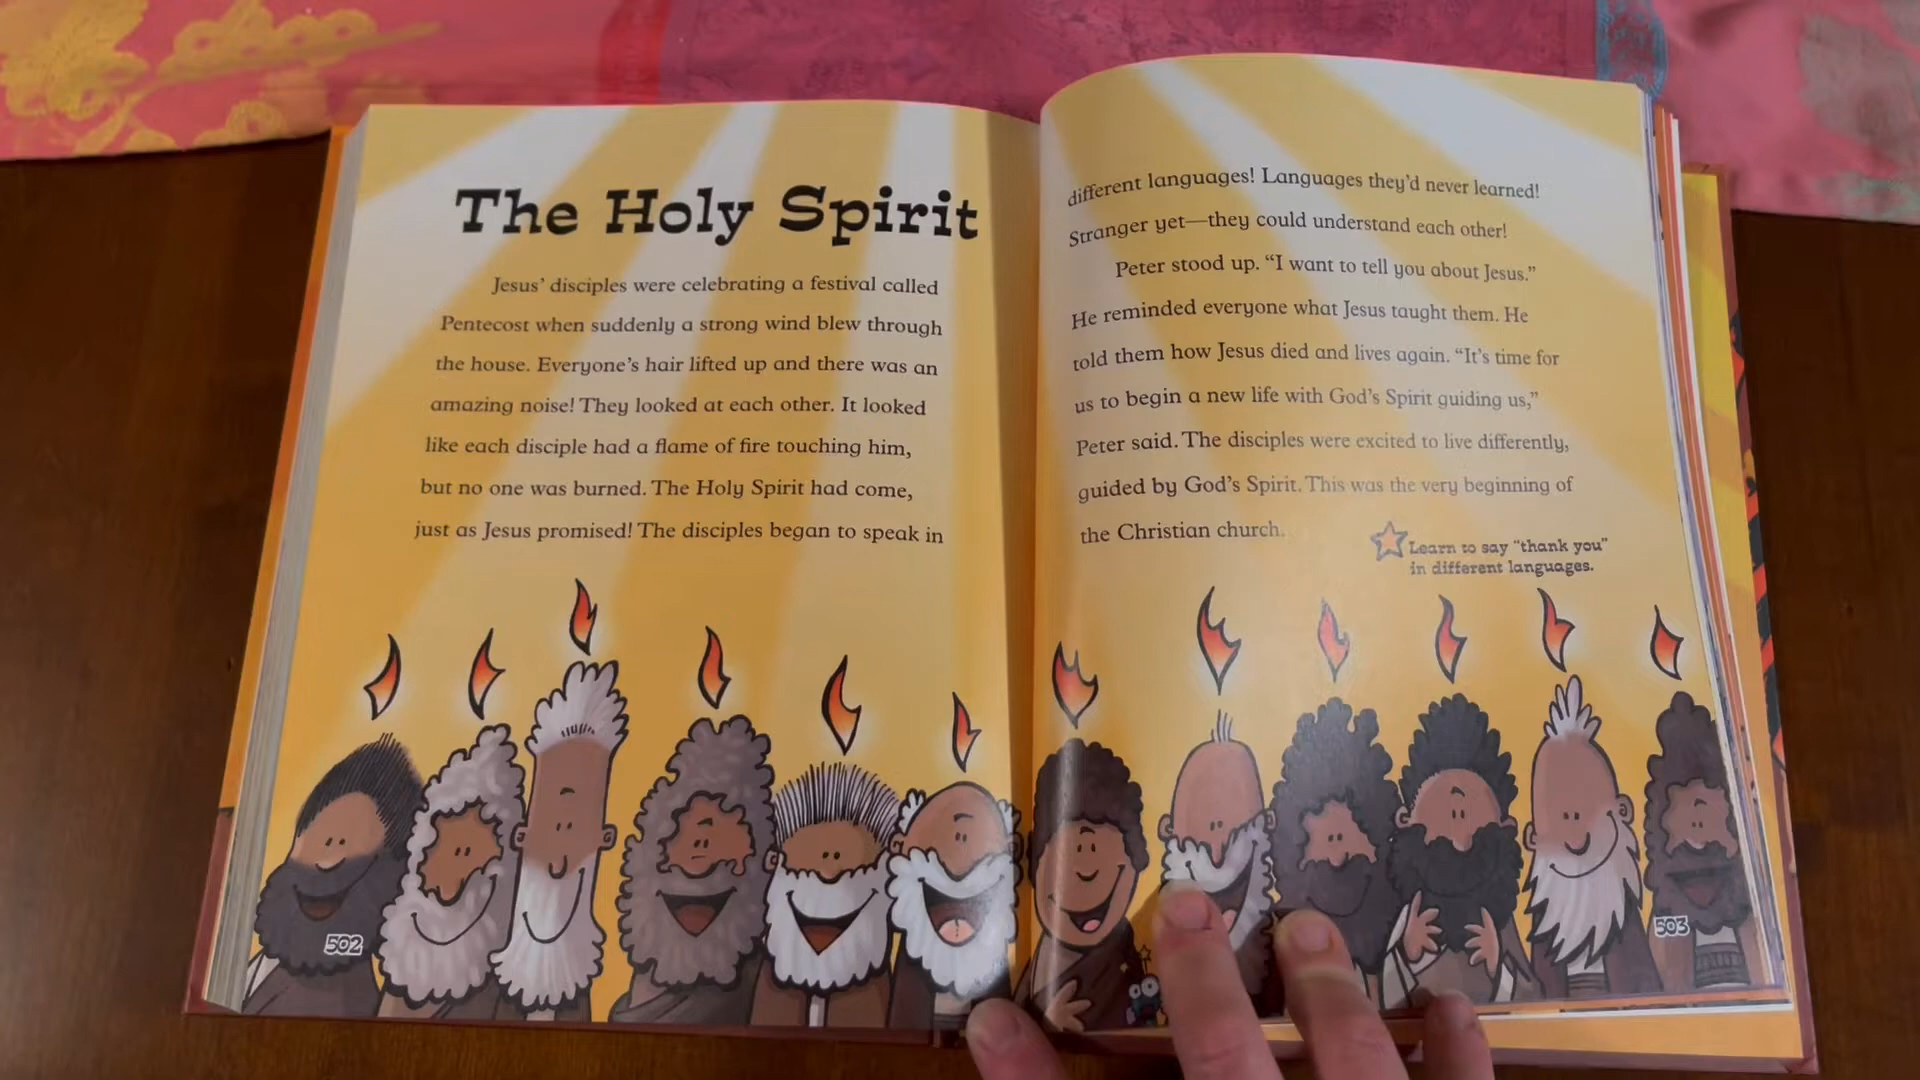 The Holy Spirit
Jesus’ disciples were celebrating a festival called
Pentecost when suddenly a strong wind blew through
the house. Everyone’s hair lifted up and there was an
amazing noise! They looked at each other. It looked
like each disciple had a flame of fire touching him,
but no one was burned. The Holy Spirit had come,
just as Jesus promised! The disciples began to speak in
502
different languages! Languages they’d never learned!
Stranger yet—they could understand each other!
Peter stood up. “I want to tell you about Jesus.”
He reminded everyone what Jesus taught them. He
told them how Jesus died and lives again. “It’s time for
us to begin a new life with God’s Spirit guiding us,”
Peter said. The disciples were excited to live differently,
guided by God’s Spirit. This was the very beginning of
the Christian church.
Learn to say “thank you”
in different languages.
503